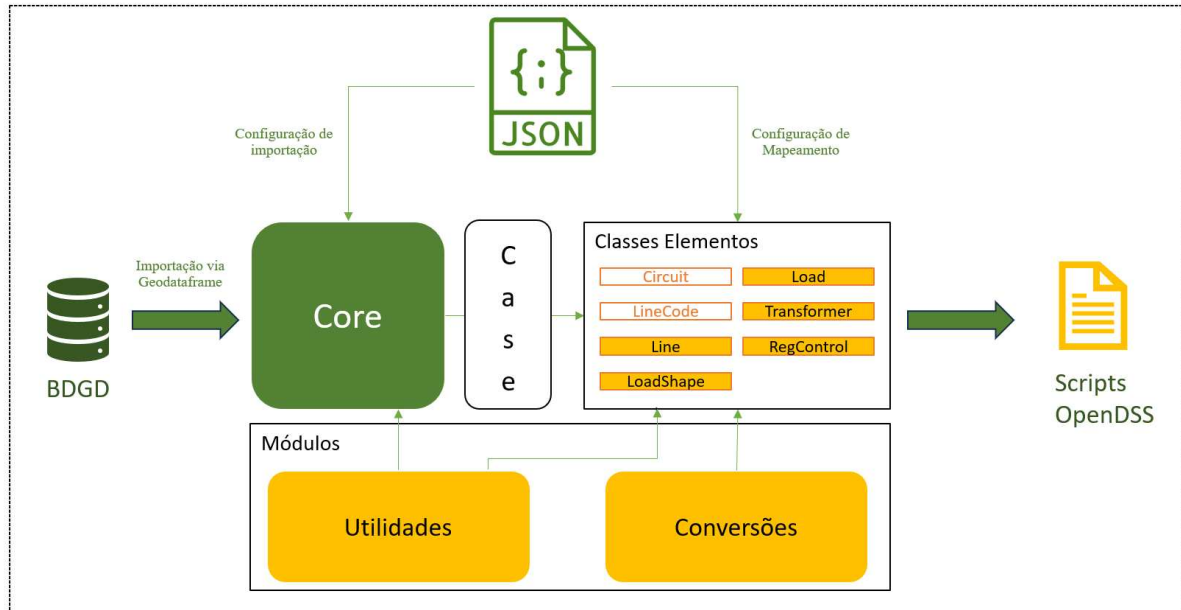 {;}
JSON
Configuração de
importação
Configuração de
Mapeamento
Importação via
Geodataframe
BDGD
Core
C
a
s
e
Classes Elementos
Circuit
Load
LineCode
Transformer
Line
RegControl
LoadShape
Scripts
OpenDSS
Módulos
Utilidades
Conversões